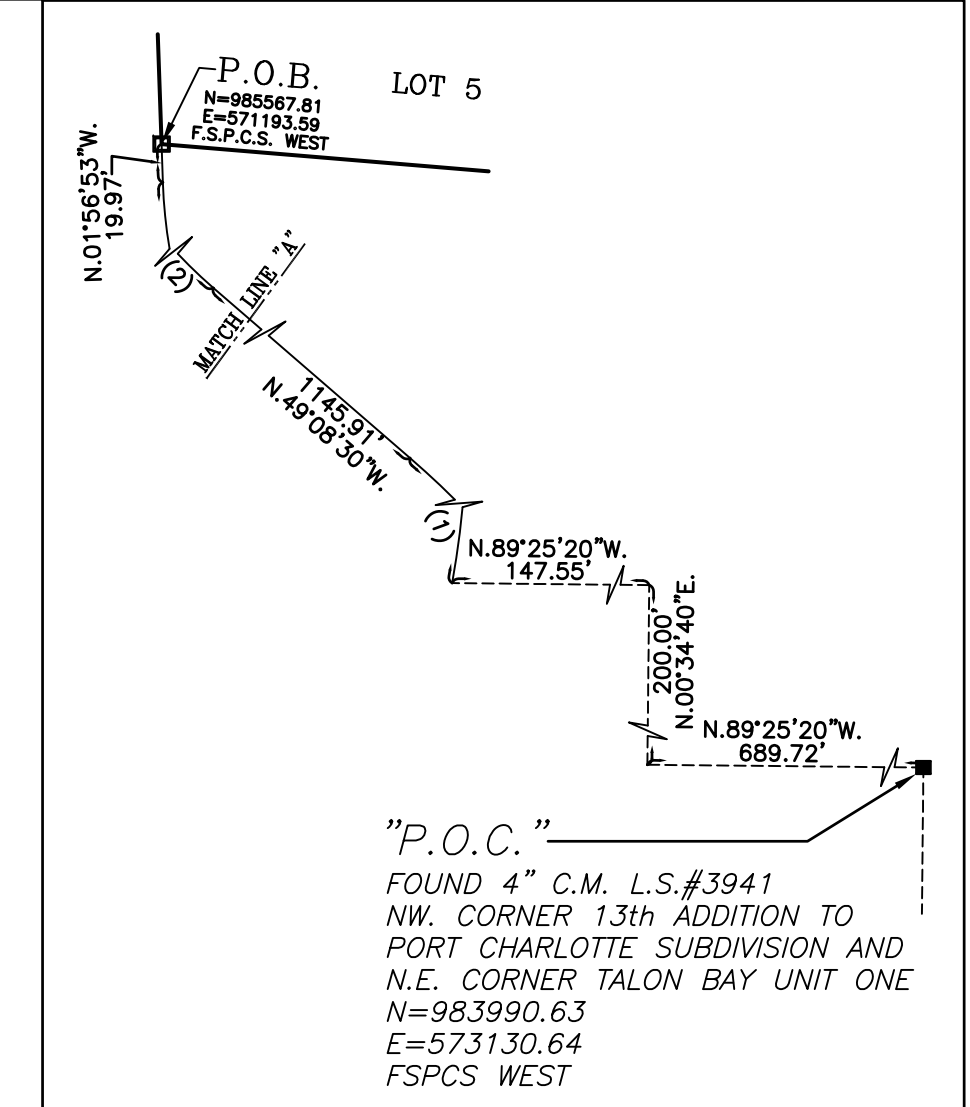 P.O.B.
LOT 5
N=985567.81
E=571193.59
F.S.P.C.S. WEST
N.01°56'53"W.
19.97'
(2)
MATCH LINE "A"
1145.91'
N.49°08'30"W.
(1)
N.89°25'20"W.
147.55'
200.00'
N.00°34'40"E.
N.89°25'20"W.
689.72'
"P.O.C."
FOUND 4" C.M. L.S.#3941
NW. CORNER 13th ADDITION TO
PORT CHARLOTTE SUBDIVISION AND
N.E. CORNER TALON BAY UNIT ONE
N=983990.63
E=573130.64
FSPCS WEST